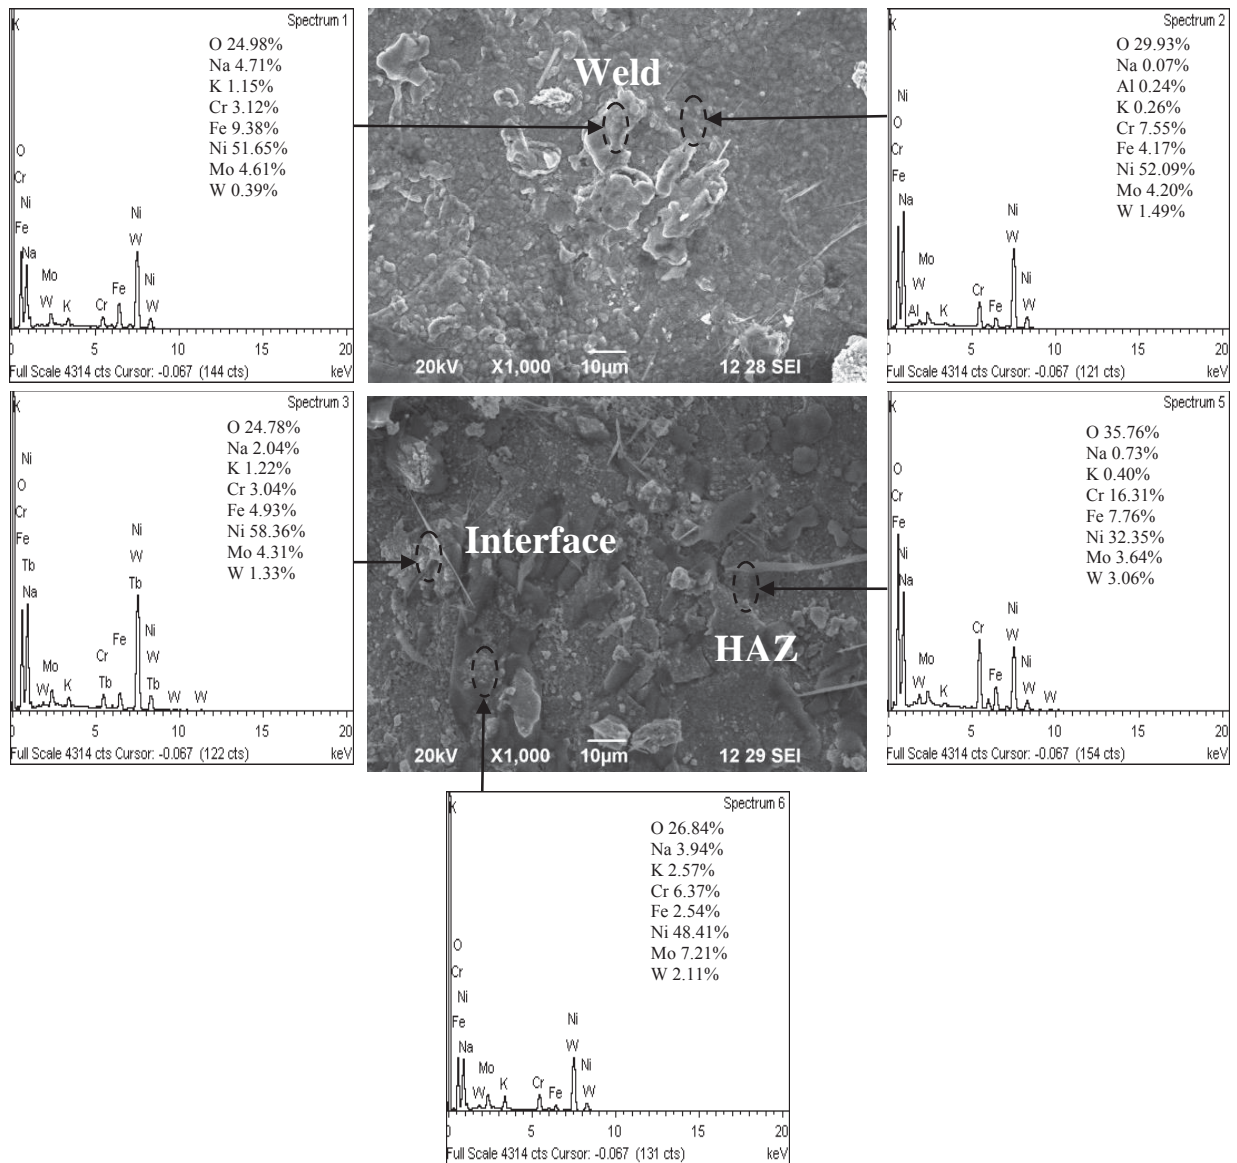 Spectrum 1
K
O 24.98%
Na 4.71%
K 1.15%
Cr 3.12%
Fe 9.38%
Ni 51.65%
Mo 4.61%
W 0.39%
O
Cr
Ni
Fe
Na
Mo
W
K
Cr
Fe
Ni
W
Ni
W
0 5 10 15 20
Full Scale 4314 cts Cursor: -0.067 (144 cts) keV
Weld
20kV X1,000 10µm 12 28 SEI
Spectrum 2
K
O 29.93%
Na 0.07%
Al 0.24%
K 0.26%
Cr 7.55%
Fe 4.17%
Ni 52.09%
Mo 4.20%
W 1.49%
Ni
O
Cr
Fe
Na
Mo
W
Al
K
Cr
Fe
Ni
W
Ni
W
0 5 10 15 20
Full Scale 4314 cts Cursor: -0.067 (121 cts) keV
Spectrum 3
K
O 24.78%
Na 2.04%
K 1.22%
Cr 3.04%
Fe 4.93%
Ni 58.36%
Mo 4.31%
W 1.33%
Ni
O
Cr
Fe
Tb
Na
Mo
W
K
Cr
Tb
Fe
Ni
W
Tb
Ni
W
Tb
W
W
0 5 10 15 20
Full Scale 4314 cts Cursor: -0.067 (122 cts) keV
Interface
HAZ
20kV X1,000 10µm 12 29 SEI
Spectrum 5
K
O 35.76%
Na 0.73%
K 0.40%
Cr 16.31%
Fe 7.76%
Ni 32.35%
Mo 3.64%
W 3.06%
O
Cr
Fe
Ni
Na
Mo
W
K
Cr
Fe
Ni
W
Ni
W
W
0 5 10 15 20
Full Scale 4314 cts Cursor: -0.067 (154 cts) keV
Spectrum 6
K
O 26.84%
Na 3.94%
K 2.57%
Cr 6.37%
Fe 2.54%
Ni 48.41%
Mo 7.21%
W 2.11%
O
Cr
Ni
Fe
Na
Mo
W
K
Cr
Fe
Ni
W
Ni
W
0 5 10 15 20
Full Scale 4314 cts Cursor: -0.067 (131 cts) keV